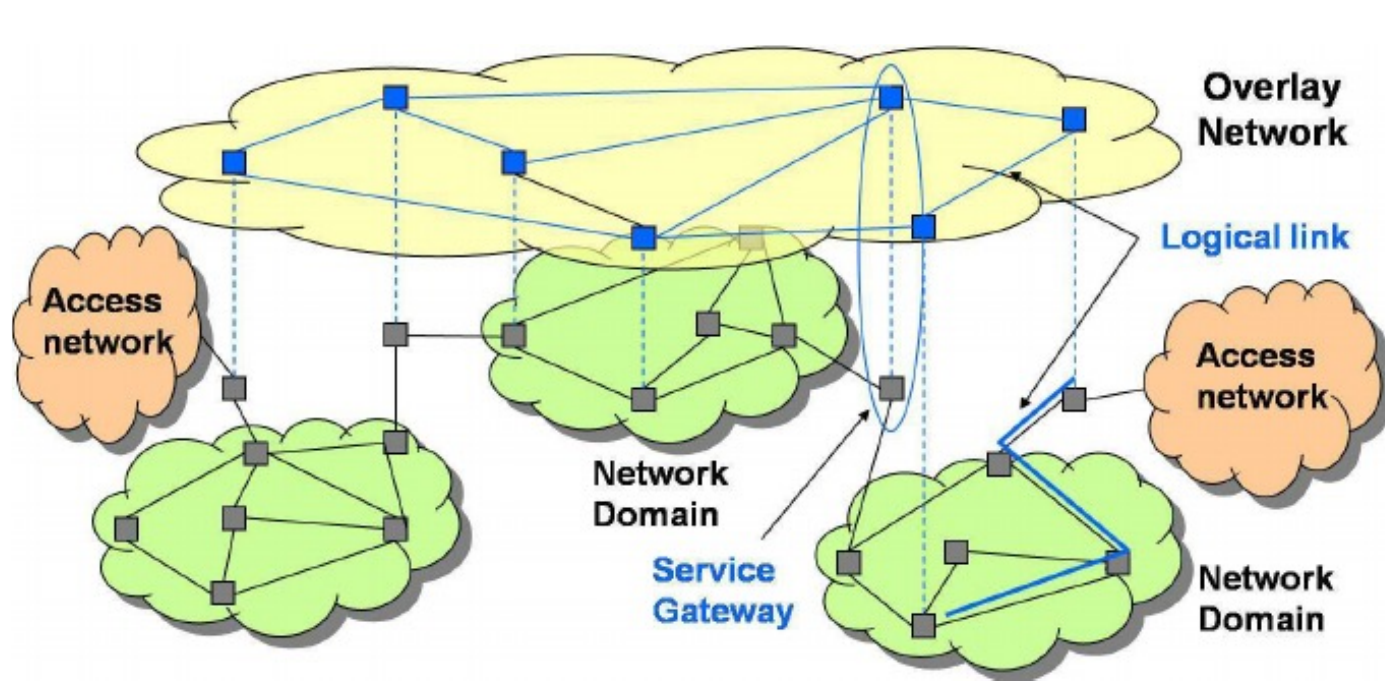 Overlay
Network
Logical link
Access
network
Access
network
Network
Domain
Service
Gateway
Network
Domain